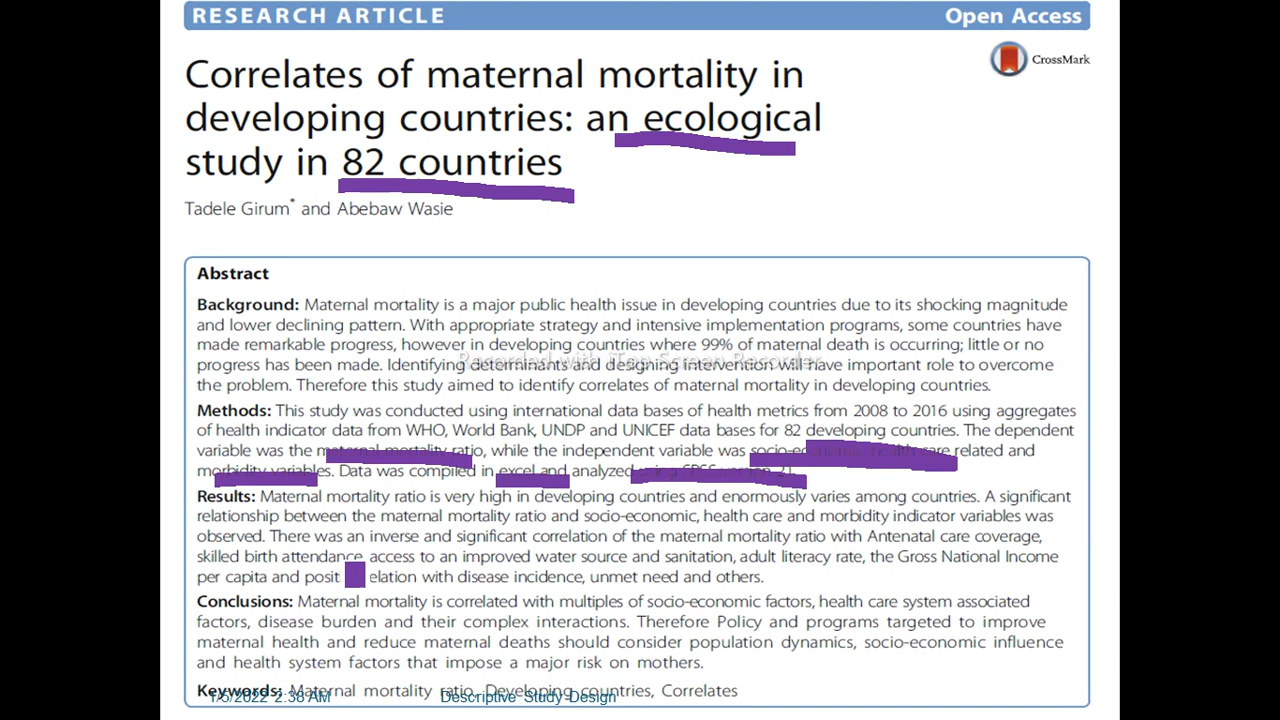 RESEARCH ARTICLE
Open Access
CrossMark
Correlates of maternal mortality in
developing countries: an ecological
study in 82 countries
Tadele Girum* and Abebaw Wasie
Abstract
Background: Maternal mortality is a major public health issue in developing countries due to its shocking magnitude
and lower declining pattern. With appropriate strategy and intensive implementation programs, some countries have
made remarkable progress, however in developing countries where 99% of maternal death is occurring; little or no
Recorded with iTop Screen Recorder
progress has been made. Identifying determinants and designing intervention will have important role to overcome
the problem. Therefore this study aimed to identify correlates of maternal mortality in developing countries.
Methods: This study was conducted using international data bases of health metrics from 2008 to 2016 using aggregates
of health indicator data from WHO, World Bank, UNDP and UNICEF data bases for 82 developing countries. The dependent
variable was the maternal mortality ratio, while the independent variable was socio-economic, health care related and
morbidity variables. Data was compiled in excel and analyzed using SPSS version 21.
Results: Maternal mortality ratio is very high in developing countries and enormously varies among countries. A significant
relationship between the maternal mortality ratio and socio-economic, health care and morbidity indicator variables was
observed. There was an inverse and significant correlation of the maternal mortality ratio with Antenatal care coverage,
skilled birth attendance, access to an improved water source and sanitation, adult literacy rate, the Gross National Income
per capita and posit elation with disease incidence, unmet need and others.
Conclusions: Maternal mortality is correlated with multiples of socio-economic factors, health care system associated
factors, disease burden and their complex interactions. Therefore Policy and programs targeted to improve
maternal health and reduce maternal deaths should consider population dynamics, socio-economic influence
and health system factors that impose a major risk on mothers.
Keywords: Maternal mortality ratio, Developing countries, Correlates
1/5/2022 2:38 AM
Descriptive Study Design